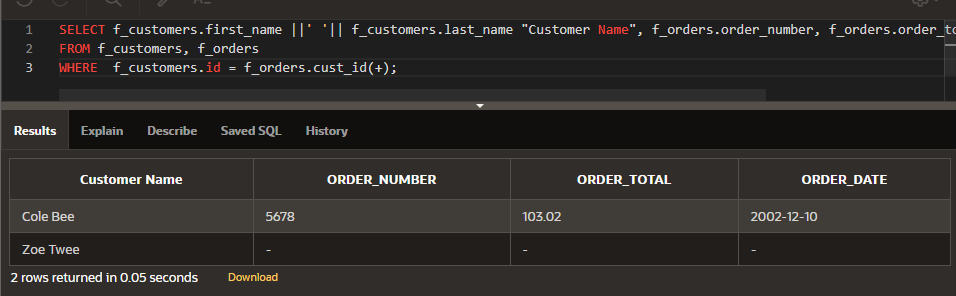 1 SELECT f_customers.first_name ||' '|| f_customers.last_name "Customer Name", f_orders.order_number, f_orders.order_to
2 FROM f_customers, f_orders
3 WHERE  f_customers.id = f_orders.cust_id(+);
Results Explain Describe Saved SQL History
Customer Name ORDER_NUMBER ORDER_TOTAL ORDER_DATE
Cole Bee 5678 103.02 2002-12-10
Zoe Twee - - -
2 rows returned in 0.05 seconds Download